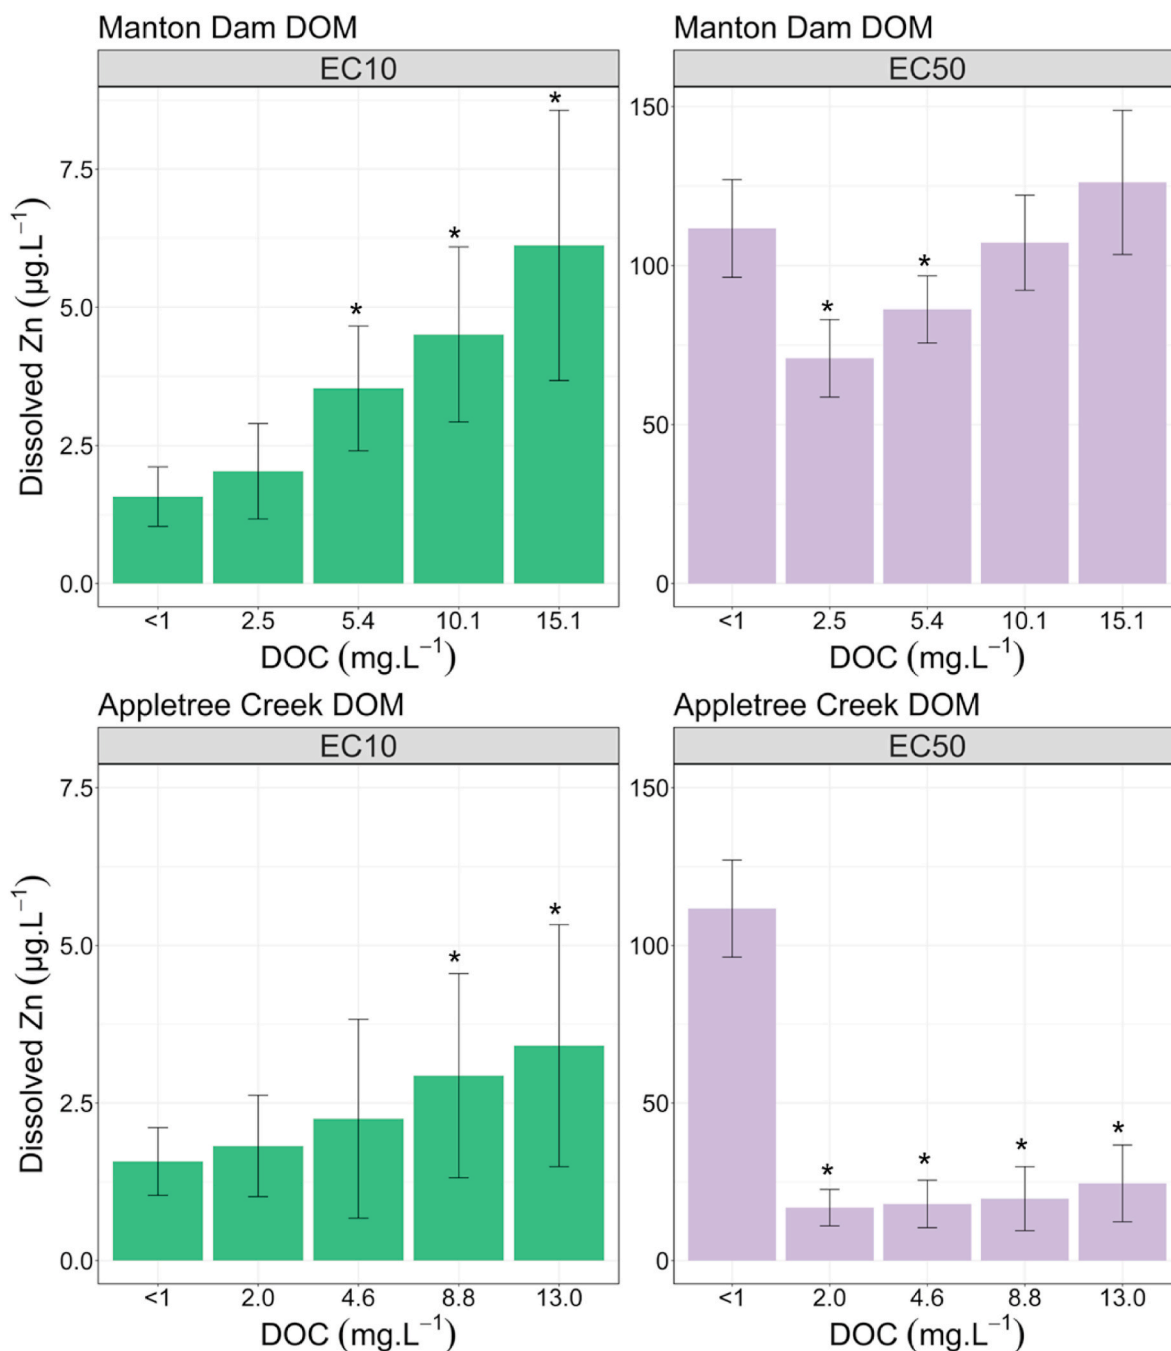 Manton Dam DOM
EC10
Dissolved Zn (µg.L⁻¹)
7.5
5.0
2.5
0.0
*
*
*
<1 2.5 5.4 10.1 15.1
DOC (mg.L⁻¹)
Manton Dam DOM
EC50
150
100
50
0
*
*
<1 2.5 5.4 10.1 15.1
DOC (mg.L⁻¹)
Appletree Creek DOM
EC10
Dissolved Zn (µg.L⁻¹)
7.5
5.0
2.5
0.0
*
*
<1 2.0 4.6 8.8 13.0
DOC (mg.L⁻¹)
Appletree Creek DOM
EC50
150
100
50
0
* * * *
<1 2.0 4.6 8.8 13.0
DOC (mg.L⁻¹)